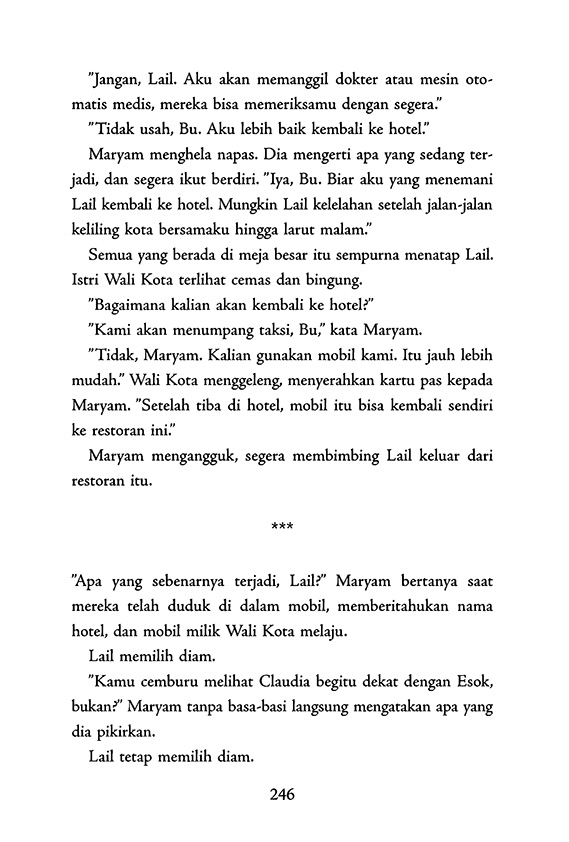 "Jangan, Lail. Aku akan memanggil dokter atau mesin oto-
matis medis, mereka bisa memeriksamu dengan segera."
"Tidak usah, Bu. Aku lebih baik kembali ke hotel."
Maryam menghela napas. Dia mengerti apa yang sedang ter-
jadi, dan segera ikut berdiri. "Iya, Bu. Biar aku yang menemani
Lail kembali ke hotel. Mungkin Lail kelelahan setelah jalan-jalan
keliling kota bersamaku hingga larut malam."
Semua yang berada di meja besar itu sempurna menatap Lail.
Istri Wali Kota terlihat cemas dan bingung.
"Bagaimana kalian akan kembali ke hotel?"
"Kami akan menumpang taksi, Bu," kata Maryam.
"Tidak, Maryam. Kalian gunakan mobil kami. Itu jauh lebih
mudah." Wali Kota menggeleng, menyerahkan kartu pas kepada
Maryam. "Setelah tiba di hotel, mobil itu bisa kembali sendiri
ke restoran ini."
Maryam mengangguk, segera membimbing Lail keluar dari
restoran itu.
***
"Apa yang sebenarnya terjadi, Lail?" Maryam bertanya saat
mereka telah duduk di dalam mobil, memberitahukan nama
hotel, dan mobil milik Wali Kota melaju.
Lail memilih diam.
"Kamu cemburu melihat Claudia begitu dekat dengan Esok,
bukan?" Maryam tanpa basa-basi langsung mengatakan apa yang
dia pikirkan.
Lail tetap memilih diam.
246